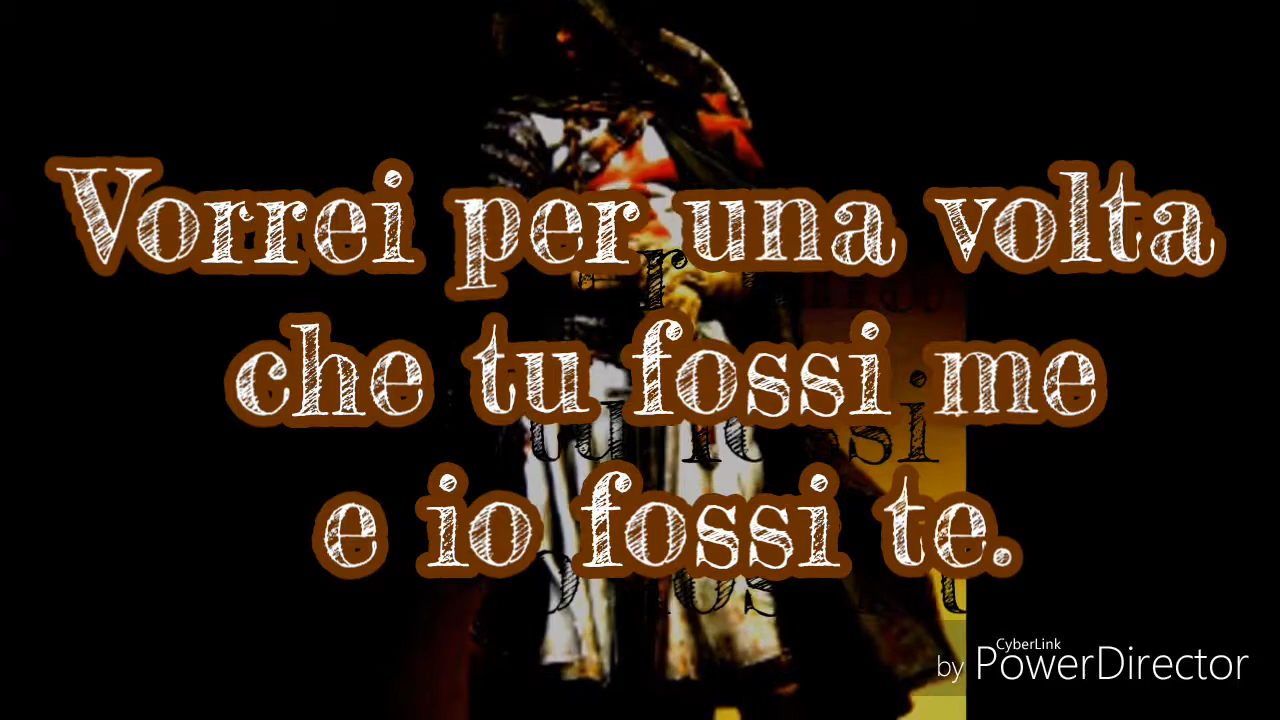 Vorrei per una volta
che tu fossi me
e io fossi te.
CyberLink
by PowerDirector